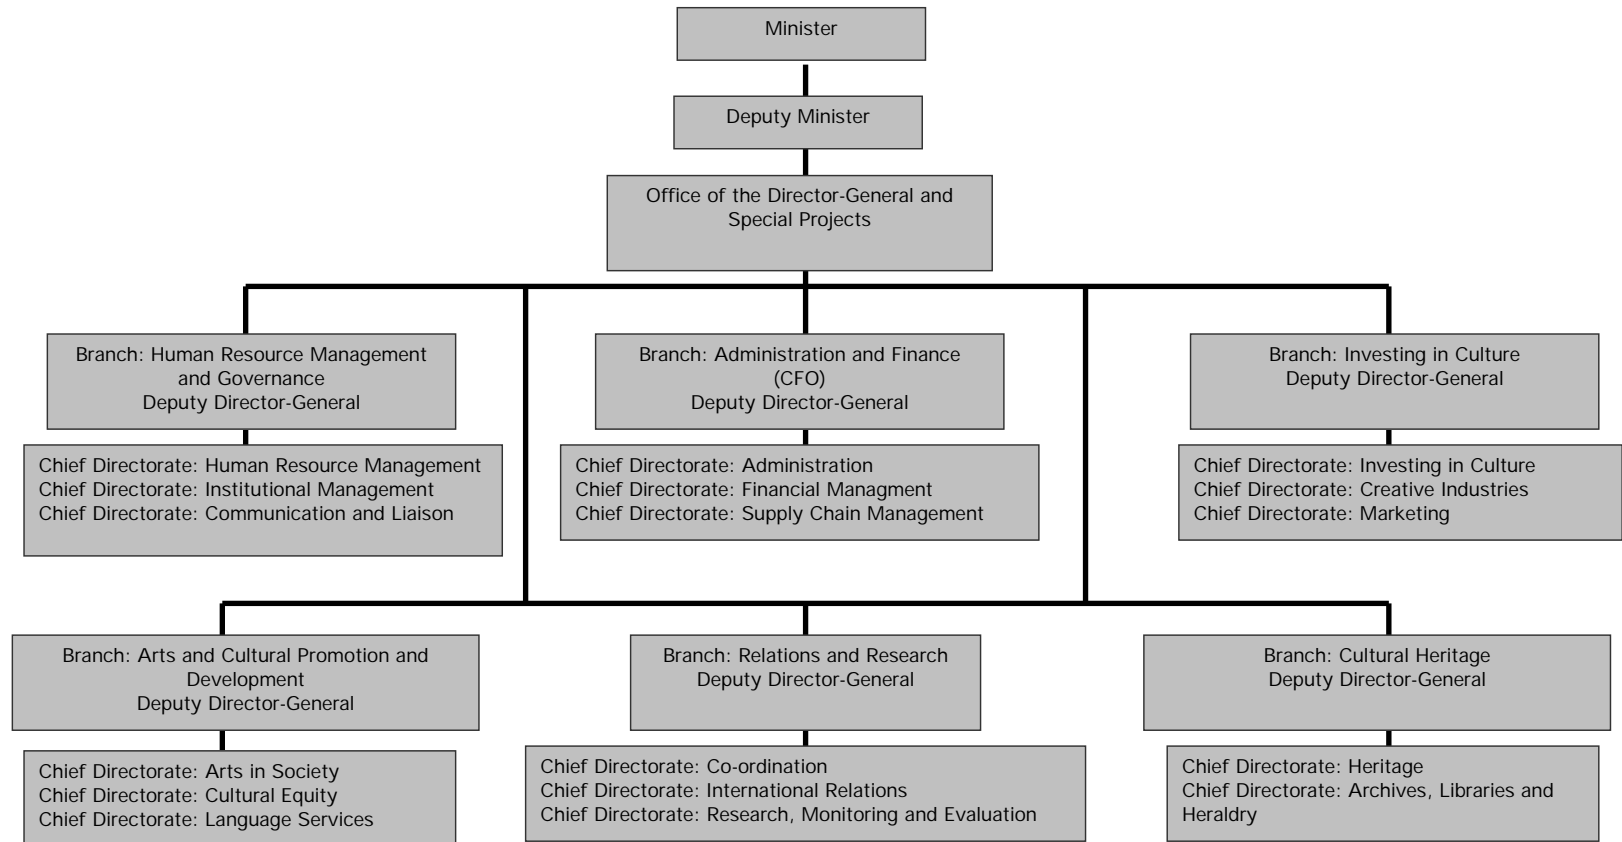 Minister
Deputy Minister
Office of the Director-General and
Special Projects
Branch: Human Resource Management
and Governance
Deputy Director-General
Branch: Administration and Finance
(CFO)
Deputy Director-General
Branch: Investing in Culture
Deputy Director-General
Chief Directorate: Human Resource Management
Chief Directorate: Institutional Management
Chief Directorate: Communication and Liaison
Chief Directorate: Administration
Chief Directorate: Financial Managment
Chief Directorate: Supply Chain Management
Chief Directorate: Investing in Culture
Chief Directorate: Creative Industries
Chief Directorate: Marketing
Branch: Arts and Cultural Promotion and
Development
Deputy Director-General
Branch: Relations and Research
Deputy Director-General
Branch: Cultural Heritage
Deputy Director-General
Chief Directorate: Arts in Society
Chief Directorate: Cultural Equity
Chief Directorate: Language Services
Chief Directorate: Co-ordination
Chief Directorate: International Relations
Chief Directorate: Research, Monitoring and Evaluation
Chief Directorate: Heritage
Chief Directorate: Archives, Libraries and
Heraldry